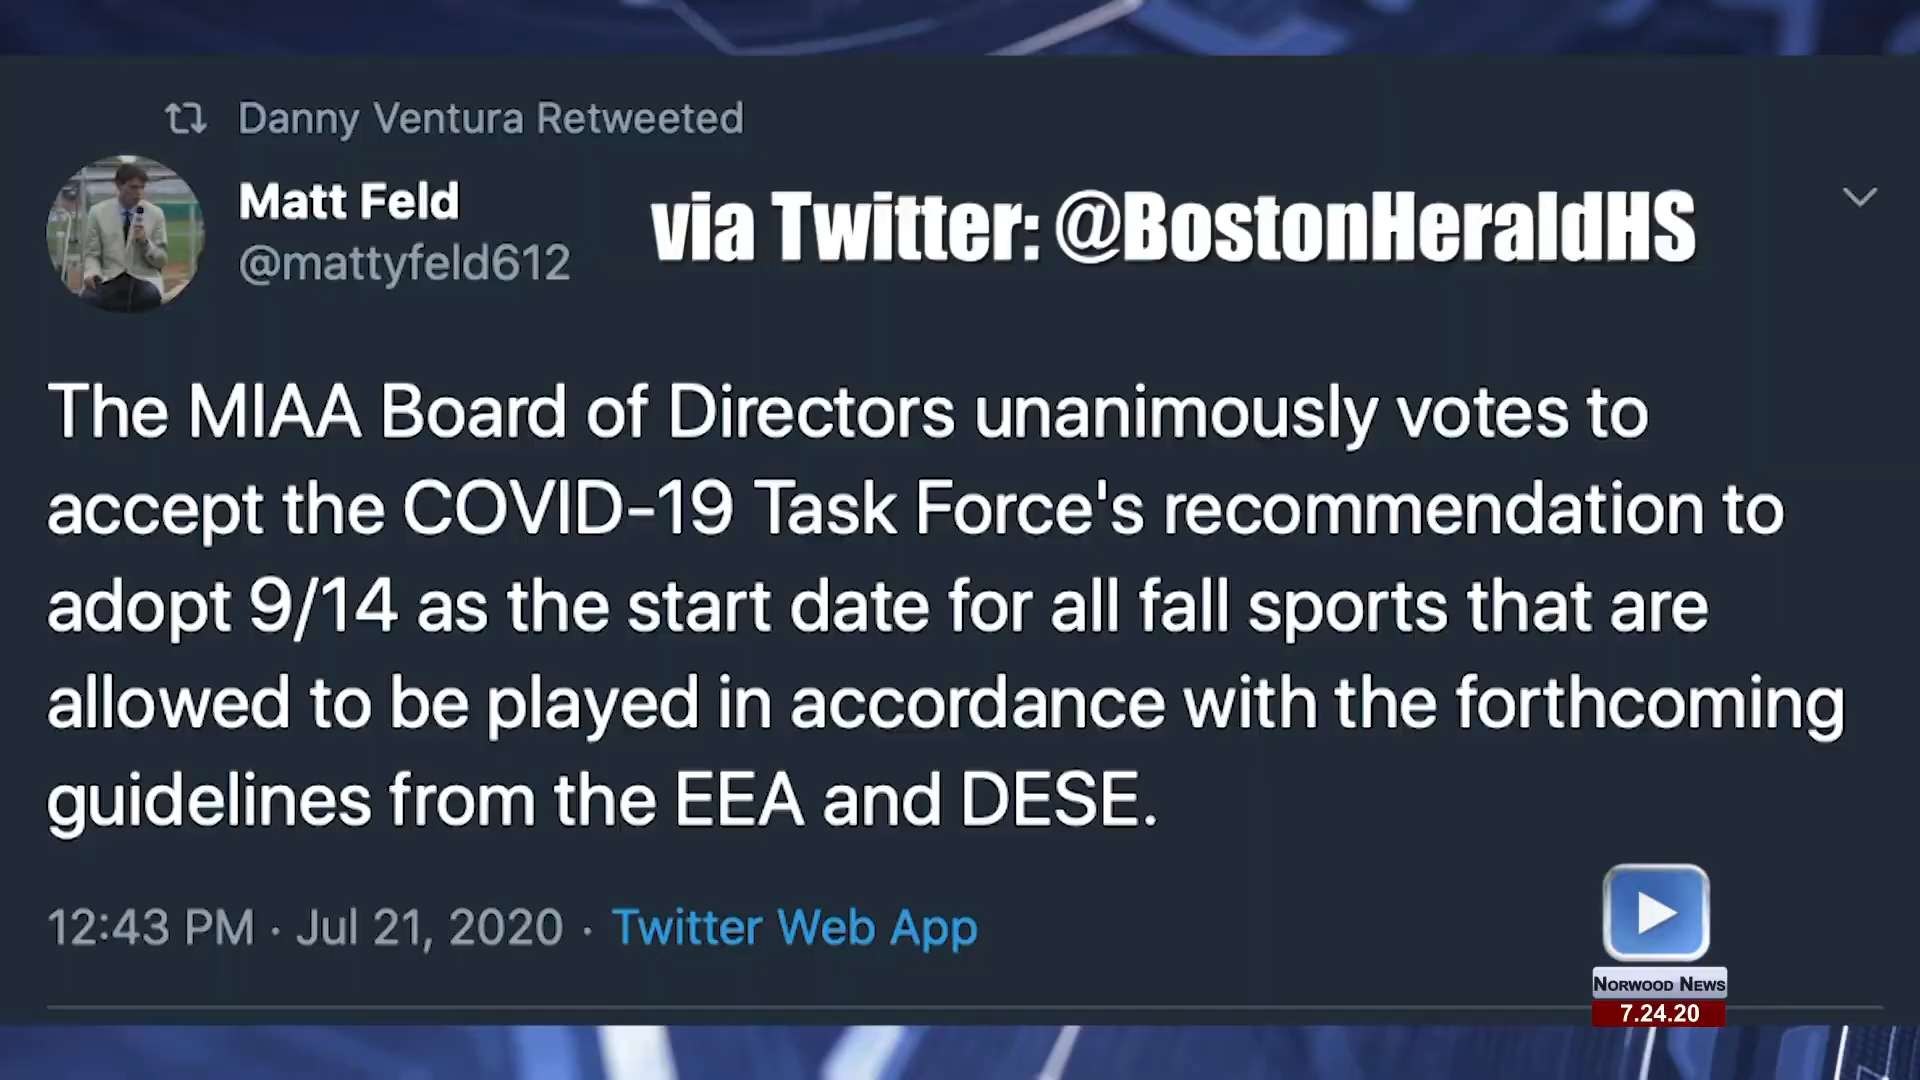 Danny Ventura Retweeted
Matt Feld
@mattyfeld612
via Twitter: @BostonHeraldHS
The MIAA Board of Directors unanimously votes to
accept the COVID-19 Task Force's recommendation to
adopt 9/14 as the start date for all fall sports that are
allowed to be played in accordance with the forthcoming
guidelines from the EEA and DESE.
12:43 PM · Jul 21, 2020 · Twitter Web App
NORWOOD NEWS
7.24.20